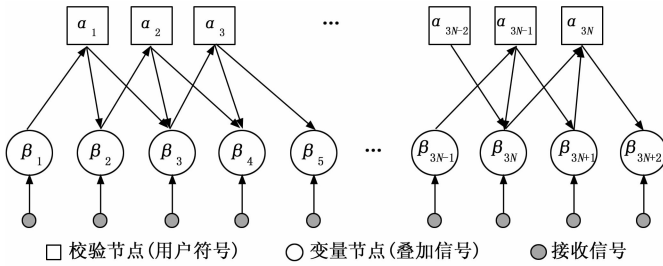 α1 α2 α3 ... α3N-2 α3N-1 α3N
β1 β2 β3 β4 β5 ... β3N-1 β3N β3N+1 β3N+2
校验节点(用户符号) 变量节点(叠加信号) 接收信号